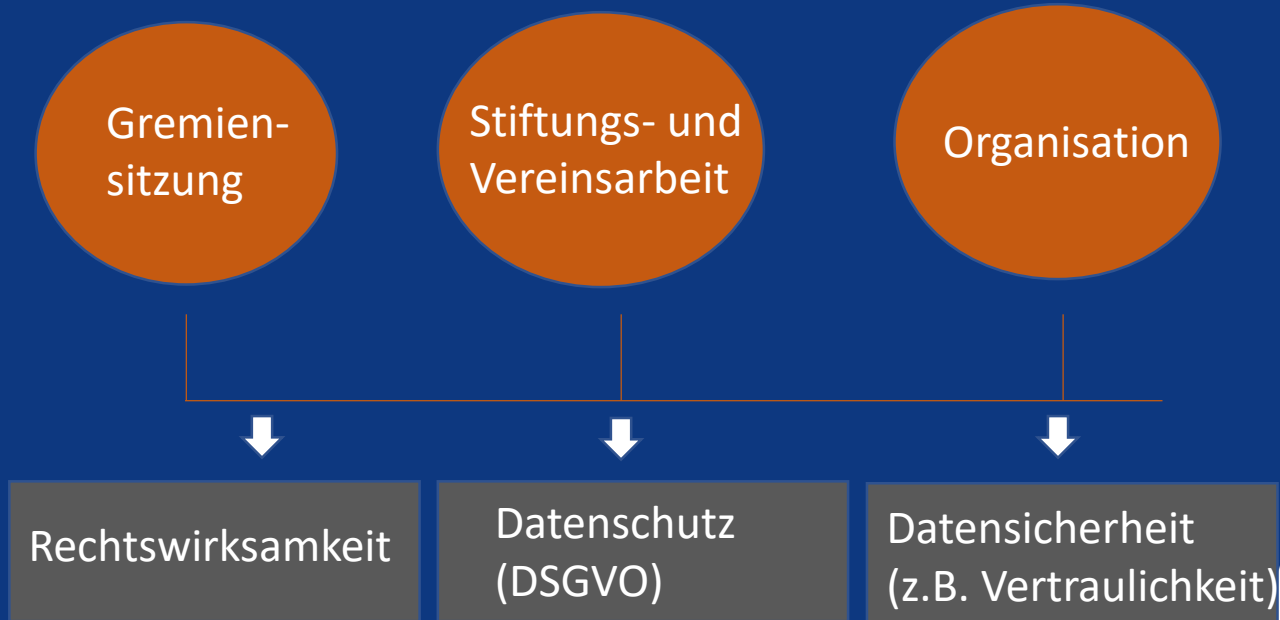 Gremien-
sitzung
Stiftungs- und
Vereinsarbeit
Organisation
Rechtswirksamkeit
Datenschutz
(DSGVO)
Datensicherheit
(z.B. Vertraulichkeit)